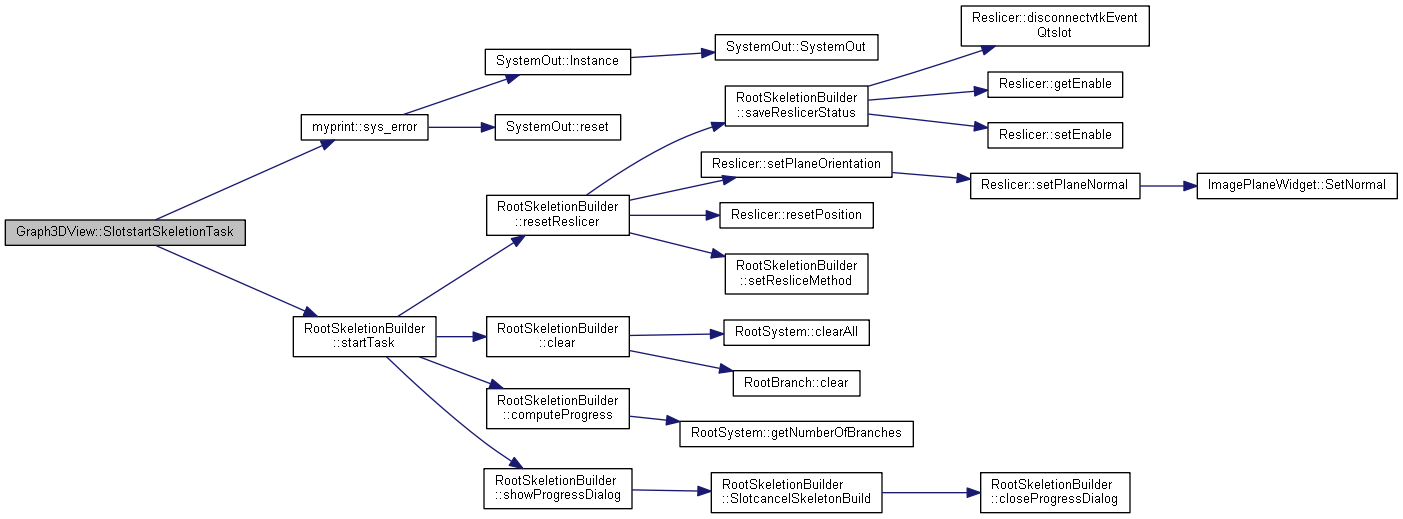 Graph3DView::SlotstartSkeletionTask
myprint::sys_error
SystemOut::Instance
SystemOut::SystemOut
SystemOut::reset
RootSkeletionBuilder
::startTask
RootSkeletionBuilder
::resetReslicer
RootSkeletionBuilder
::saveReslicerStatus
Reslicer::disconnectvtkEvent
Qtslot
Reslicer::getEnable
Reslicer::setEnable
Reslicer::setPlaneOrientation
Reslicer::setPlaneNormal
ImagePlaneWidget::SetNormal
Reslicer::resetPosition
RootSkeletionBuilder
::setResliceMethod
RootSkeletionBuilder
::clear
RootSystem::clearAll
RootBranch::clear
RootSkeletionBuilder
::computeProgress
RootSystem::getNumberOfBranches
RootSkeletionBuilder
::showProgressDialog
RootSkeletionBuilder
::SlotcancelSkeletonBuild
RootSkeletionBuilder
::closeProgressDialog